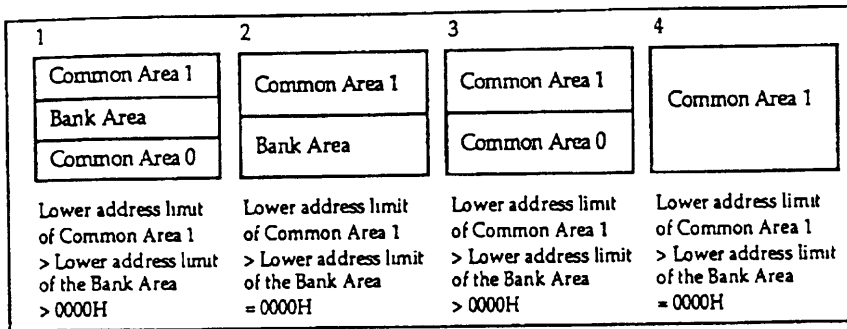 1
Common Area 1
Bank Area
Common Area 0
Lower address limit
of Common Area 1
> Lower address limit
of the Bank Area
> 0000H
2
Common Area 1
Bank Area
Lower address limit
of Common Area 1
> Lower address limit
of the Bank Area
= 0000H
3
Common Area 1
Common Area 0
Lower address limit
of Common Area 1
> Lower address limit
of the Bank Area
> 0000H
4
Common Area 1
Lower address limit
of Common Area 1
> Lower address limit
of the Bank Area
= 0000H